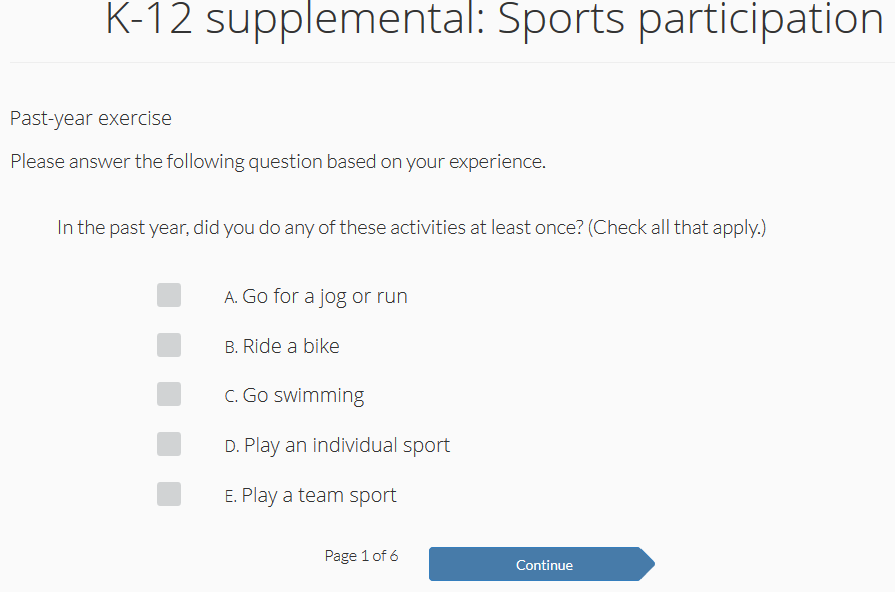 K-12 supplemental: Sports participation
Past-year exercise
Please answer the following question based on your experience.
In the past year, did you do any of these activities at least once? (Check all that apply.)
A. Go for a jog or run
B. Ride a bike
C. Go swimming
D. Play an individual sport
E. Play a team sport
Page 1 of 6
Continue